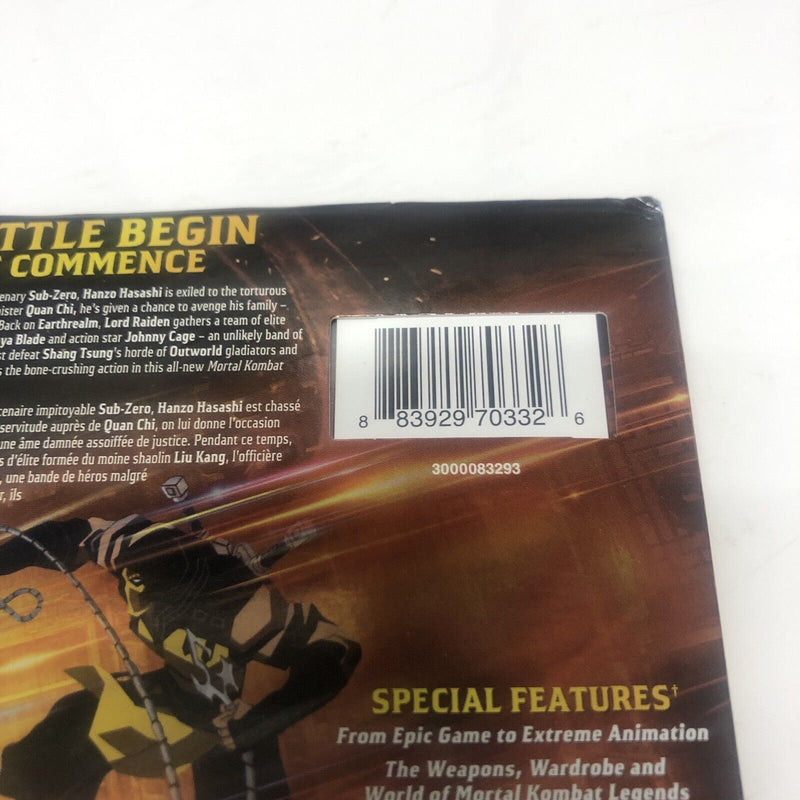 TTLE BEGIN
COMMENCE
enary Sub-Zero, Hanzo Hasashi is exiled to the torturous
nister Quan Chi, he's given a chance to avenge his family –
Back on Earthrealm, Lord Raiden gathers a team of elite
ya Blade and action star Johnny Cage – an unlikely band of
st defeat Shang Tsung's horde of Outworld gladiators and
s the bone-crushing action in this all-new Mortal Kombat
cenaire impitoyable Sub-Zero, Hanzo Hasashi est chassé
servitude auprès de Quan Chi, on lui donne l'occasion
une âme damnée assoiffée de justice. Pendant ce temps,
s d'élite formée du moine shaolin Liu Kang, l'officière
, une bande de héros malgré
r, ils
8 83929 70332 6
3000083293
SPECIAL FEATURES†
From Epic Game to Extreme Animation
The Weapons, Wardrobe and
World of Mortal Kombat Legends